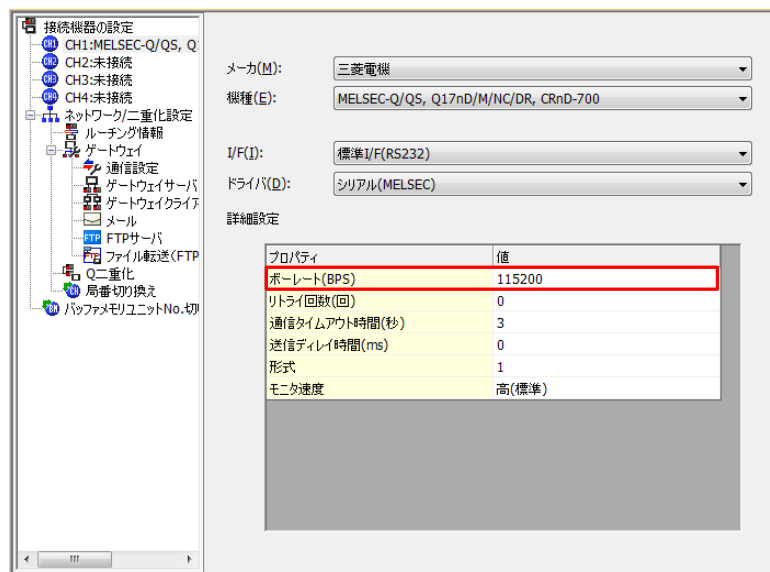 接続機器の設定
CH1 CH1:MELSEC-Q/QS, Q
CH2 CH2:未接続
CH3 CH3:未接続
CH4 CH4:未接続
ネットワーク/二重化設定
ルーチング情報
ゲートウェイ
通信設定
ゲートウェイサーバ
ゲートウェイクライア
メール
FTP FTPサーバ
ファイル転送(FTP
Q二重化
CH 局番切り換え
バッファメモリユニットNo.切
メーカ(M): 三菱電機
機種(E): MELSEC-Q/QS, Q17nD/M/NC/DR, CRnD-700
I/F(I): 標準I/F(RS232)
ドライバ(D): シリアル(MELSEC)
詳細設定
プロパティ 値
ボーレート(BPS) 115200
リトライ回数(回) 0
通信タイムアウト時間(秒) 3
送信ディレイ時間(ms) 0
形式 1
モニタ速度 高(標準)